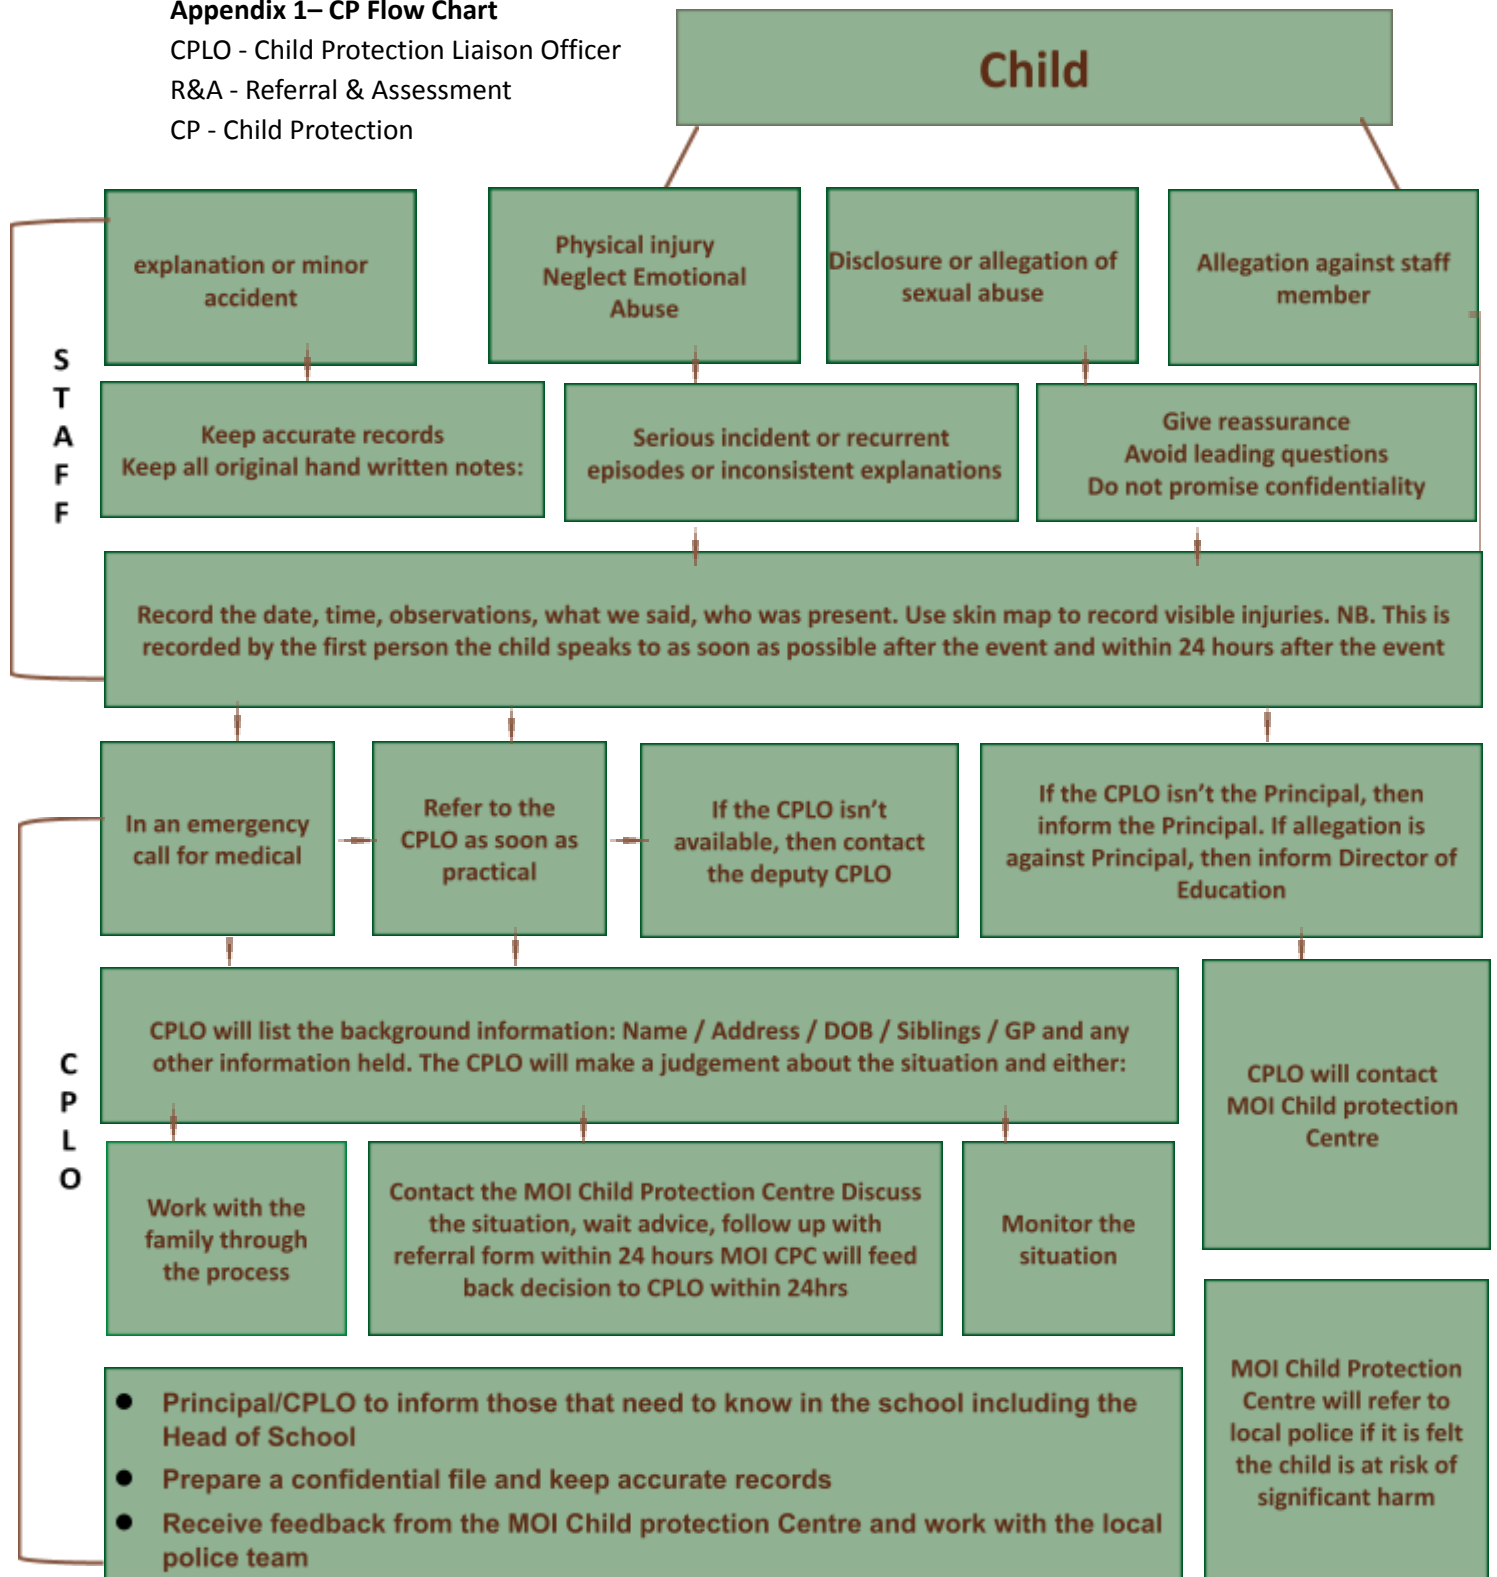 Appendix 1– CP Flow Chart
CPLO - Child Protection Liaison Officer
R&A - Referral & Assessment
CP - Child Protection
Child
explanation or minor
accident
Physical injury
Neglect Emotional
Abuse
Disclosure or allegation of
sexual abuse
Allegation against staff
member
S
T
A
F
F
Keep accurate records
Keep all original hand written notes:
Serious incident or recurrent
episodes or inconsistent explanations
Give reassurance
Avoid leading questions
Do not promise confidentiality
Record the date, time, observations, what we said, who was present. Use skin map to record visible injuries. NB. This is
recorded by the first person the child speaks to as soon as possible after the event and within 24 hours after the event
In an emergency
call for medical
Refer to the
CPLO as soon as
practical
If the CPLO isn't
available, then contact
the deputy CPLO
If the CPLO isn't the Principal, then
inform the Principal. If allegation is
against Principal, then inform Director of
Education
C
P
L
O
CPLO will list the background information: Name / Address / DOB / Siblings / GP and any
other information held. The CPLO will make a judgement about the situation and either:
CPLO will contact
MOI Child protection
Centre
Work with the
family through
the process
Contact the MOI Child Protection Centre Discuss
the situation, wait advice, follow up with
referral form within 24 hours MOI CPC will feed
back decision to CPLO within 24hrs
Monitor the
situation
MOI Child Protection
Centre will refer to
local police if it is felt
the child is at risk of
significant harm
● Principal/CPLO to inform those that need to know in the school including the
Head of School
● Prepare a confidential file and keep accurate records
● Receive feedback from the MOI Child protection Centre and work with the local
police team